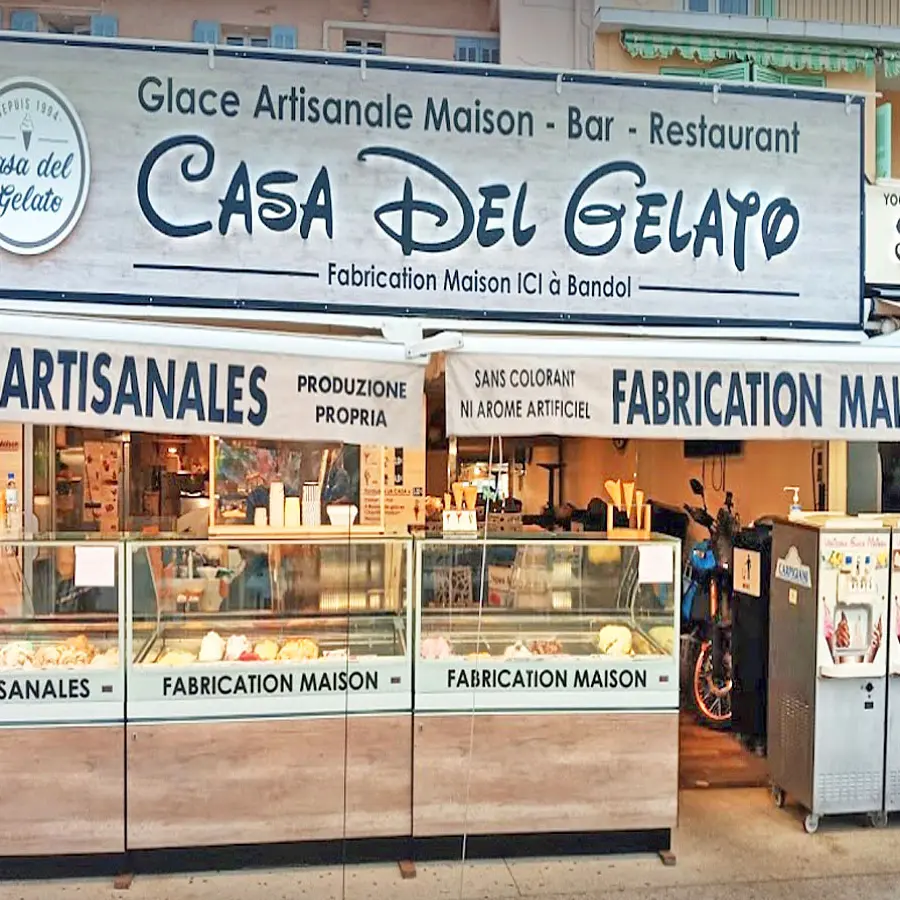 DEPUIS 1994
Casa del
Gelato
Glace Artisanale Maison - Bar - Restaurant
CASA DEL GELATO
Fabrication Maison ICI à Bandol
YO
ARTISANALES
PRODUZIONE
PROPRIA
SANS COLORANT
NI AROME ARTIFICIEL
FABRICATION MAI
CARPIGIANI
SANALES
FABRICATION MAISON
FABRICATION MAISON